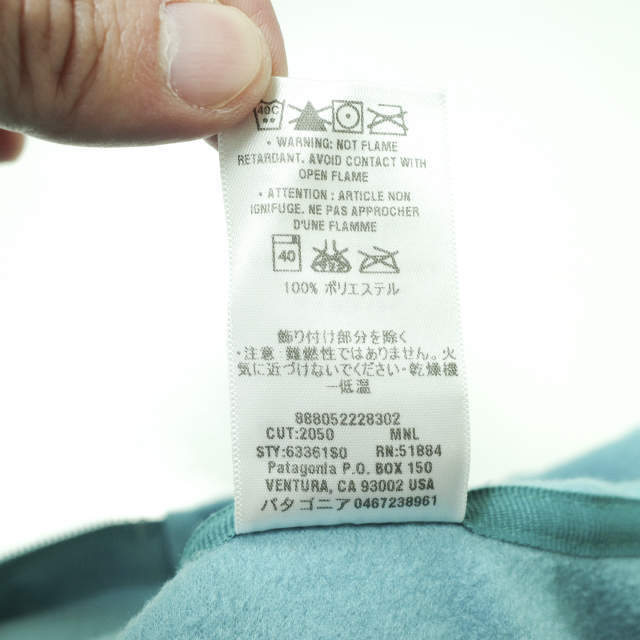 40C
• WARNING: NOT FLAME
RETARDANT. AVOID CONTACT WITH
OPEN FLAME
• ATTENTION : ARTICLE NON
IGNIFUGE. NE PAS APPROCHER
D'UNE FLAMME
40
100% ポリエステル
飾り付け部分を除く
・注意：難燃性ではありません。火
気に近づけないでください・乾燥機
ー低温
888052228302
CUT:2050 MNL
STY:63361S0 RN:51884
Patagonia P.O. BOX 150
VENTURA, CA 93002 USA
パタゴニア 0467238961